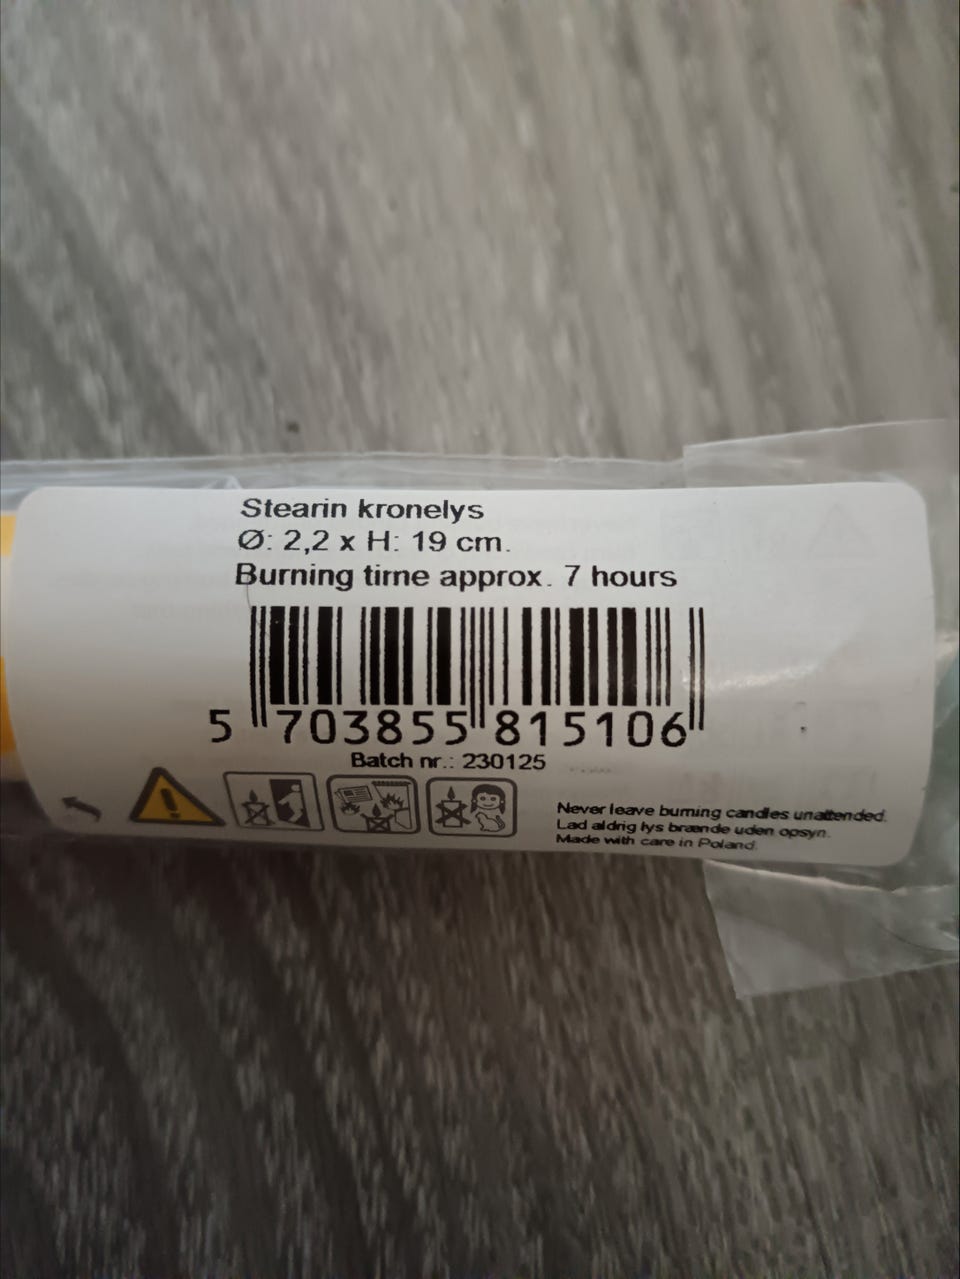 Stearin kronelys
Ø: 2,2 x H: 19 cm.
Burning time approx. 7 hours
5 703855 815106
Batch nr.: 230125
Never leave burning candles unattended.
Lad aldrig lys brænde uden opsyn.
Made with care in Poland.